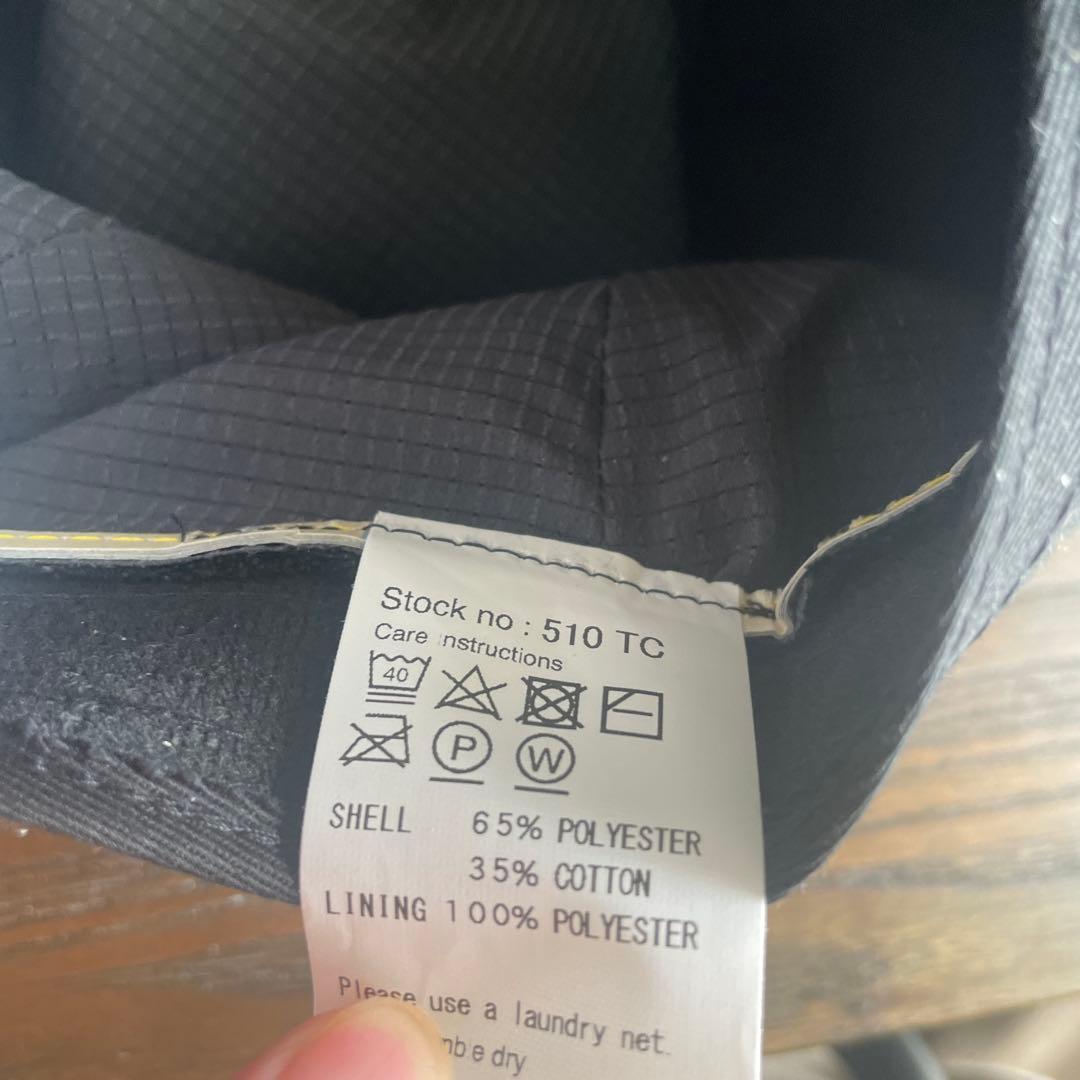 Stock no : 510 TC
Care instructions
40
P W
SHELL 65% POLYESTER
35% COTTON
LINING 100% POLYESTER
Please use a laundry net.
dry